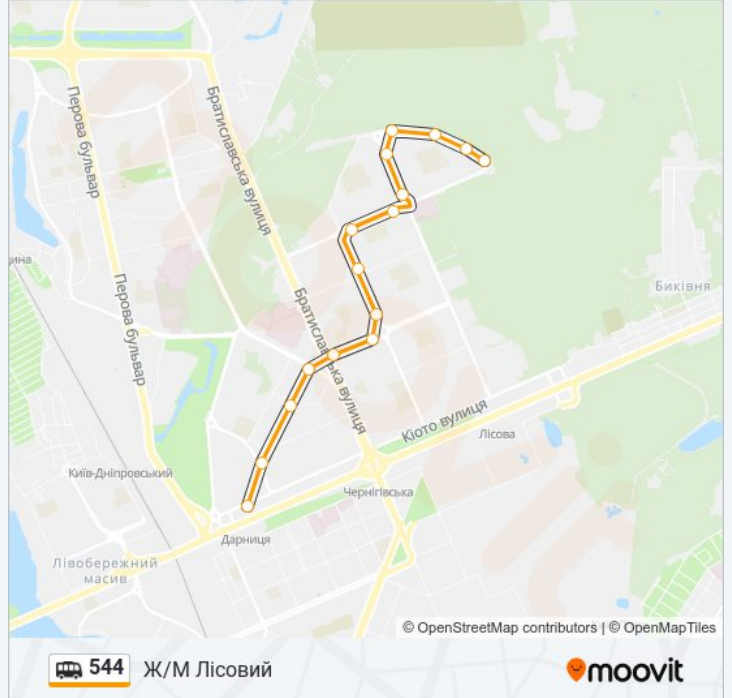 Перова бульвар
Братиславська вулиця
ина
Биківня
Перова бульвар
Братиславська вулиця
Кіото вулиця
Лісова
Київ-Дніпровський
Чернігівська
Дарниця
Лівобережний
масив
© OpenStreetMap contributors | © OpenMapTiles
544 Ж/М Лісовий
moovit